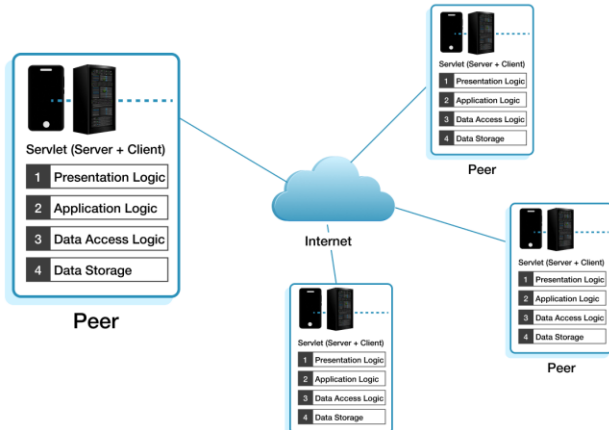 Servlet (Server + Client)
1 Presentation Logic
2 Application Logic
3 Data Access Logic
4 Data Storage
Peer
Servlet (Server + Client)
1 Presentation Logic
2 Application Logic
3 Data Access Logic
4 Data Storage
Peer
Internet
Servlet (Server + Client)
1 Presentation Logic
2 Application Logic
3 Data Access Logic
4 Data Storage
Peer
Servlet (Server + Client)
1 Presentation Logic
2 Application Logic
3 Data Access Logic
4 Data Storage